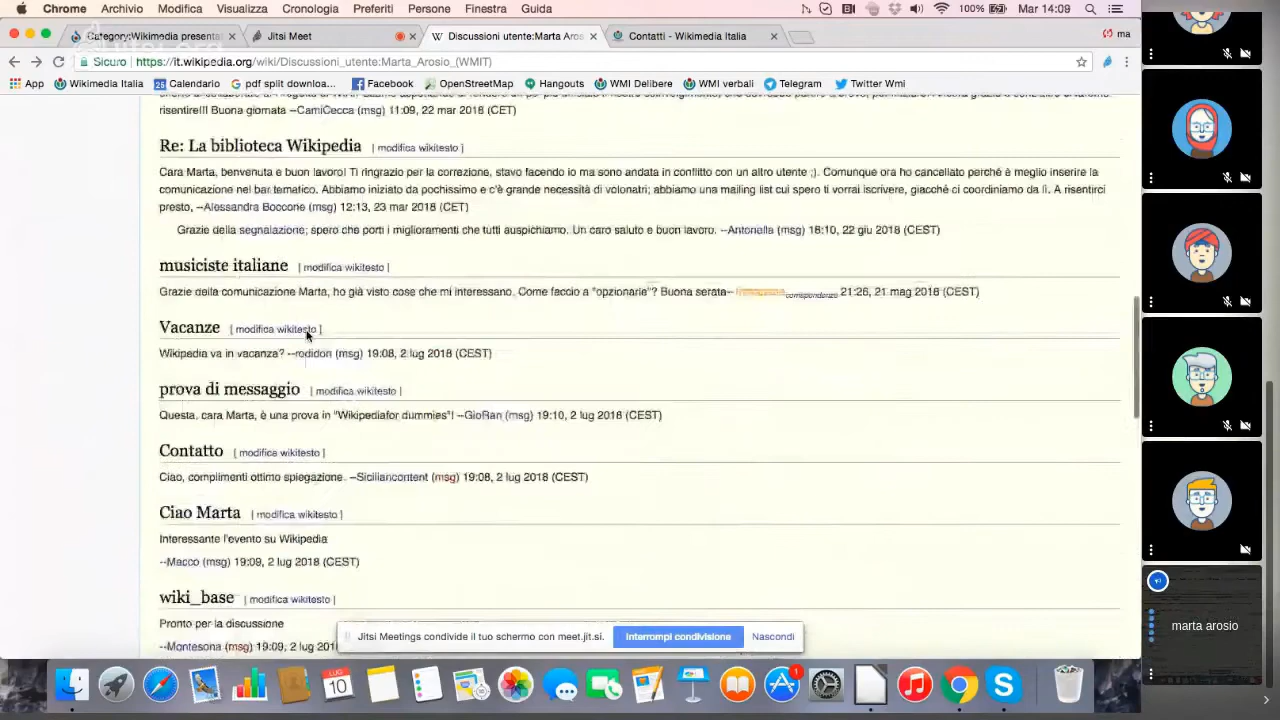 Chrome Archivio Modifica Visualizza Cronologia Preferiti Persone Finestra Guida 100% Mar 14:09
Category:Wikimedia presenta Jitsi Meet Discussioni utente:Marta Aros Contatti - Wikimedia Italia ma
jitsi.org
Sicuro https://it.wikipedia.org/wiki/Discussioni_utente:Marta_Arosio_(WMIT)
App Wikimedia Italia Calendario pdf split downloa... Facebook OpenStreetMap Hangouts WMI Delibere WMI verbali Telegram Twitter Wmi
risentirei! Buona giornata --CamiCecca (msg) 11:09, 22 mar 2018 (CET)
Re: La biblioteca Wikipedia [ modifica wikitesto ]
Cara Marta, benvenuta e buon lavoro! Ti ringrazio per la correzione, stavo facendo io ma sono andata in conflitto con un altro utente ;). Comunque ora ho cancellato perché è meglio inserire la
comunicazione nel bar tematico. Abbiamo iniziato da pochissimo e c'è grande necessità di volonatri; abbiamo una mailing list cui spero ti vorrai iscrivere, giacché ci coordiniamo da lì. A risentirci
presto, --Alessandra Boccone (msg) 12:13, 23 mar 2018 (CET)
Grazie della segnalazione; spero che porti i miglioramenti che tutti auspichiamo. Un caro saluto e buon lavoro. --Antonella (msg) 18:10, 22 giu 2018 (CEST)
musiciste italiane [ modifica wikitesto ]
Grazie della comunicazione Marta, ho già visto cose che mi interessano. Come faccio a "opzionarle"? Buona serata-- corrispondenze 21:26, 21 mag 2018 (CEST)
Vacanze [ modifica wikitesto ]
Wikipedia va in vacanza? --rodidon (msg) 19:08, 2 lug 2018 (CEST)
prova di messaggio [ modifica wikitesto ]
Questa, cara Marta, è una prova in "Wikipediafor dummies"! --GioRan (msg) 19:10, 2 lug 2018 (CEST)
Contatto [ modifica wikitesto ]
Ciao, complimenti ottimo spiegazione. --Siciliancontent (msg) 19:08, 2 lug 2018 (CEST)
Ciao Marta [ modifica wikitesto ]
Interessante l'evento su Wikipedia
--Macco (msg) 19:09, 2 lug 2018 (CEST)
wiki_base [ modifica wikitesto ]
Pronto per la discussione
--Montesona (msg) 19:09, 2 lug 201
Jitsi Meetings condivide il tuo schermo con meet.jit.si. Interrompi condivisione Nascondi
marta arosio
LUG
10
1